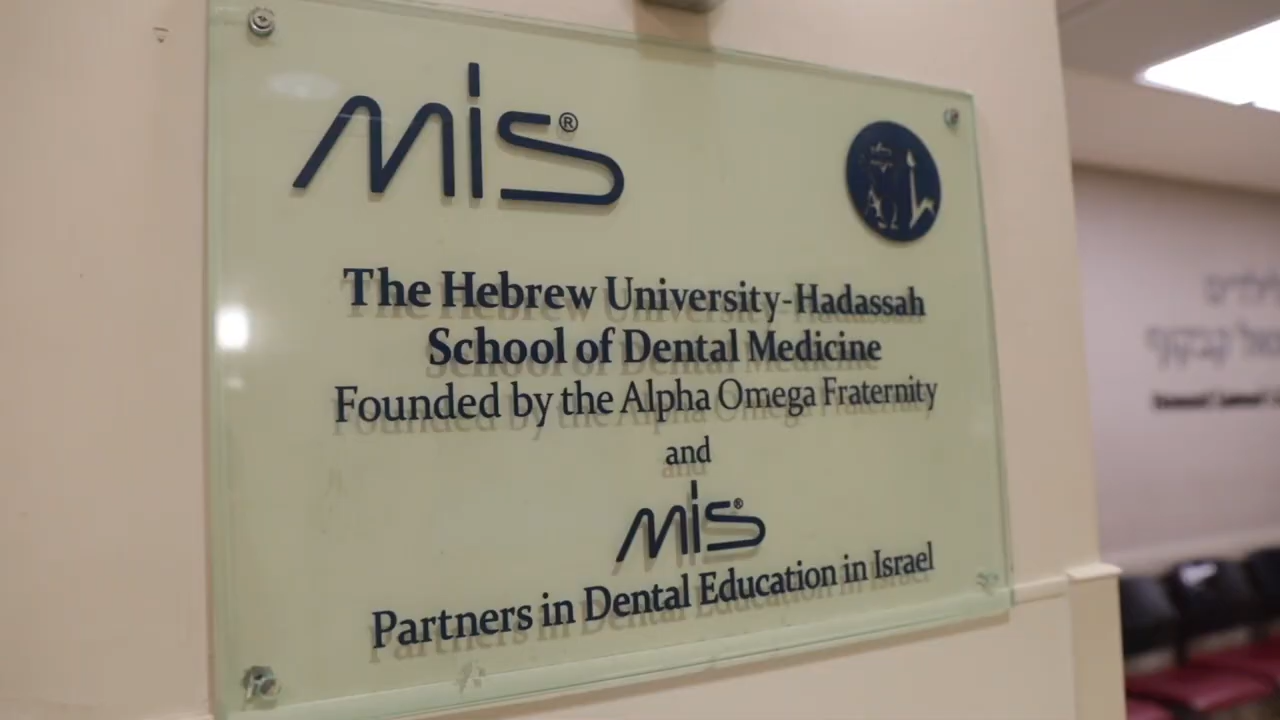 MIS®
The Hebrew University-Hadassah
School of Dental Medicine
Founded by the Alpha Omega Fraternity
and
MIS®
Partners in Dental Education in Israel